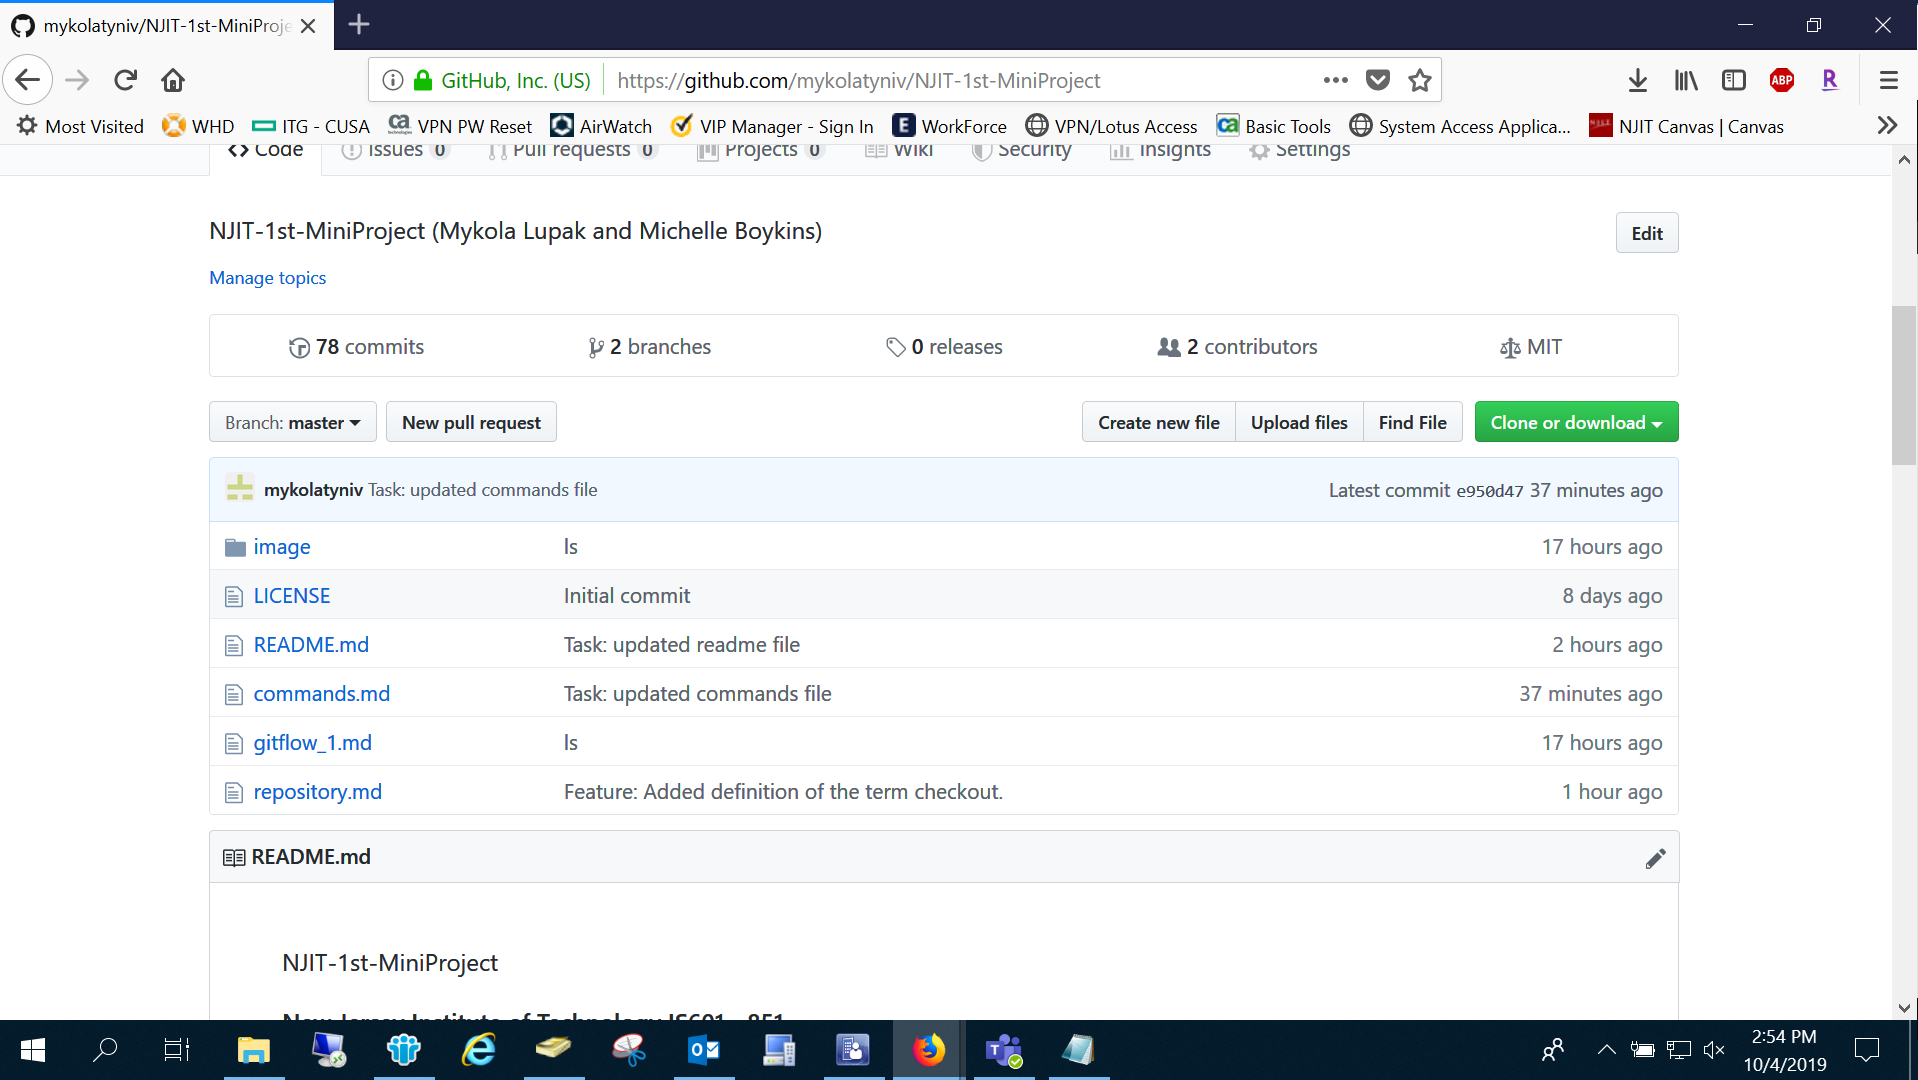 mykolatyniv/NJIT-1st-MiniProje
GitHub, Inc. (US) https://github.com/mykolatyniv/NJIT-1st-MiniProject
ABP R
Most Visited WHD ITG - CUSA VPN PW Reset AirWatch VIP Manager - Sign In WorkForce VPN/Lotus Access Basic Tools System Access Applica... NJIT Canvas | Canvas
Code Issues 0 Pull requests 0 Projects 0 Wiki Security Insights Settings
NJIT-1st-MiniProject (Mykola Lupak and Michelle Boykins) Edit
Manage topics
78 commits 2 branches 0 releases 2 contributors MIT
Branch: master New pull request Create new file Upload files Find File Clone or download
mykolatyniv Task: updated commands file Latest commit e950d47 37 minutes ago
image ls 17 hours ago
LICENSE Initial commit 8 days ago
README.md Task: updated readme file 2 hours ago
commands.md Task: updated commands file 37 minutes ago
gitflow_1.md ls 17 hours ago
repository.md Feature: Added definition of the term checkout. 1 hour ago
README.md
NJIT-1st-MiniProject
New Jersey Institute of Technology IS601 - 851
2:54 PM
10/4/2019